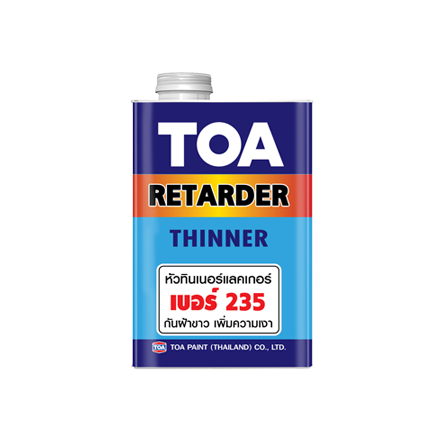 TOA
RETARDER
THINNER
หัวทินเนอร์แลคเกอร์
เบอร์ 235
กันฝ้าขาว เพิ่มความเงา
TOA TOA PAINT (THAILAND) CO., LTD.